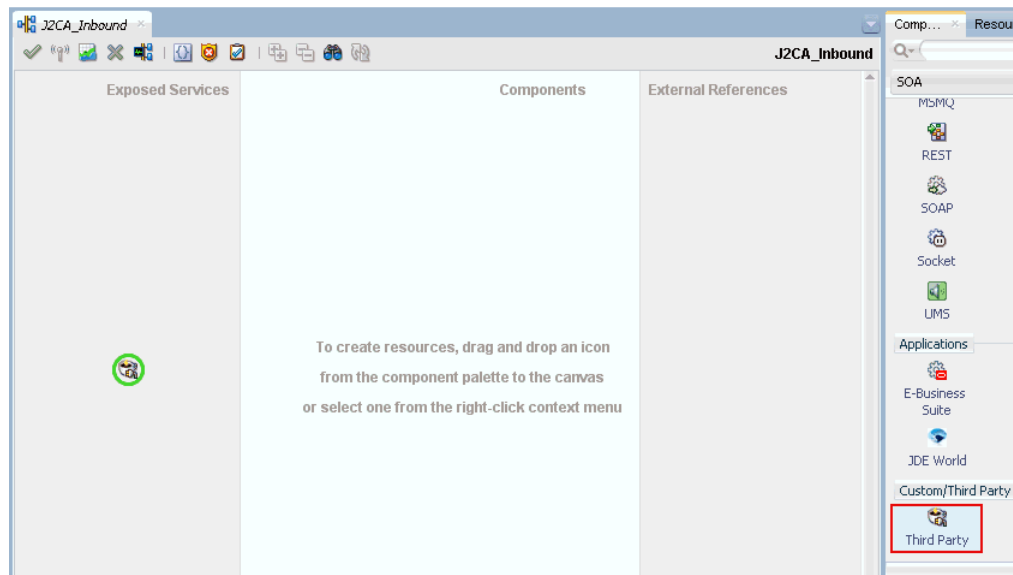 J2CA_Inbound
Comp...
Resou
J2CA_Inbound
Exposed Services
Components
External References
SOA
MSMQ
REST
SOAP
Socket
UMS
To create resources, drag and drop an icon
from the component palette to the canvas
or select one from the right-click context menu
Applications
E-Business
Suite
JDE World
Custom/Third Party
Third Party